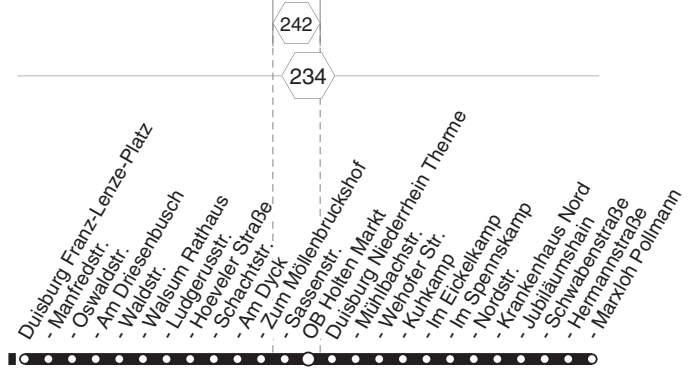 242
234
Duisburg Franz-Lenze-Platz
- Manfredstr.
- Oswaldstr.
- Am Driesenbusch
- Waldstr.
- Walsum Rathaus
- Ludgerusstr.
- Hoeveler Straße
- Schachtstr.
- Am Dyck
- Zum Möllenbruckshof
- Sassenstr.
OB Holten Markt
Duisburg Niederrhein Therme
- Mühlbachstr.
- Wehofer Str.
- Kuhkamp
- Im Eickelkamp
- Im Spennskamp
- Nordstr.
- Krankenhaus Nord
- Jubiläumshain
- Schwabenstraße
- Hermannstraße
- Marxloh Pollmann